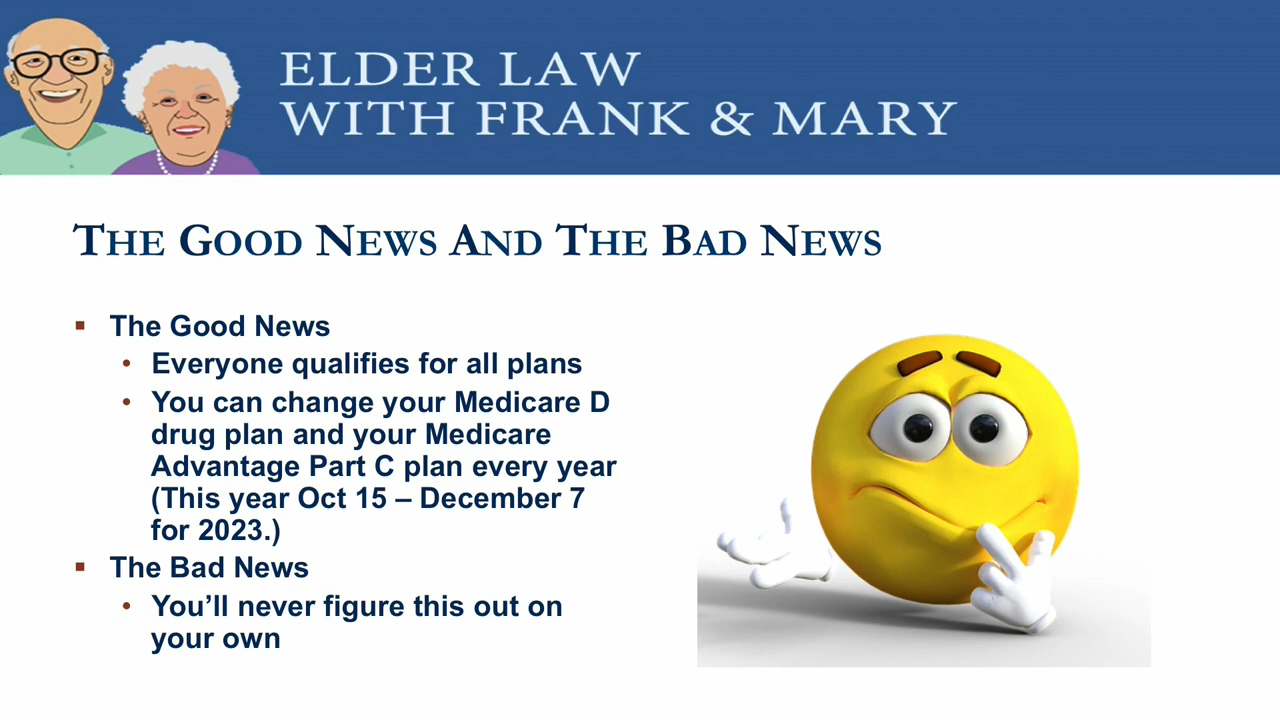 ELDER LAW
WITH FRANK & MARY
THE GOOD NEWS AND THE BAD NEWS
▪ The Good News
• Everyone qualifies for all plans
• You can change your Medicare D
drug plan and your Medicare
Advantage Part C plan every year
(This year Oct 15 – December 7
for 2023.)
▪ The Bad News
• You’ll never figure this out on
your own